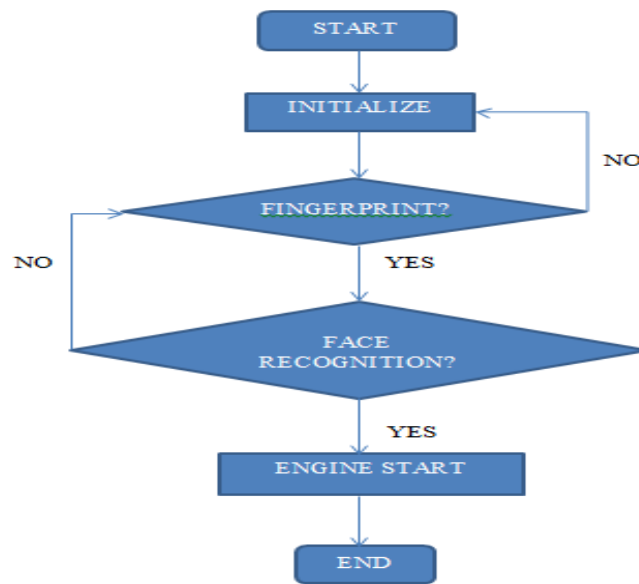 START
INITIALIZE
NO
FINGERPRINT?
NO
YES
FACE
RECOGNITION?
YES
ENGINE START
END